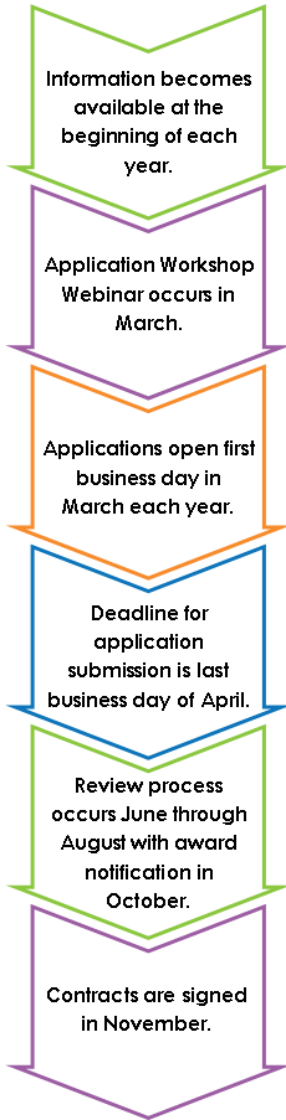 Information becomes
available at the
beginning of each
year.
Application Workshop
Webinar occurs in
March.
Applications open first
business day in
March each year.
Deadline for
application
submission is last
business day of April.
Review process
occurs June through
August with award
notification in
October.
Contracts are signed
in November.